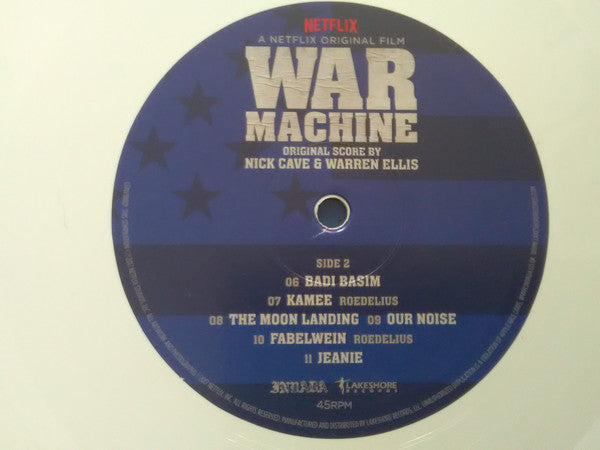 NETFLIX
A NETFLIX ORIGINAL FILM
WAR
MACHINE
ORIGINAL SCORE BY
NICK CAVE & WARREN ELLIS
SIDE 2
06 BADI BASIM
07 KAMEE ROEDELIUS
08 THE MOON LANDING 09 OUR NOISE
10 FABELWEIN ROEDELIUS
11 JEANIE
INVADA LAKESHORE
RECORDS
45RPM